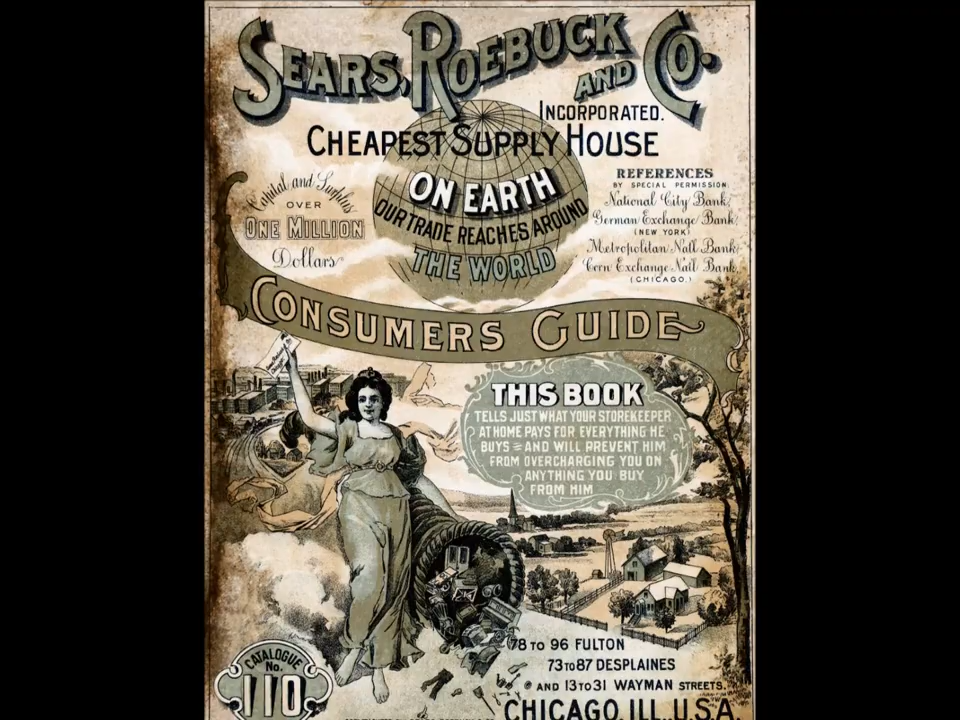 SEARS, ROEBUCK AND CO.
INCORPORATED.
CHEAPEST SUPPLY HOUSE
ON EARTH
OUR TRADE REACHES AROUND
THE WORLD
Capital and Surplus
OVER
ONE MILLION
Dollars
REFERENCES
BY SPECIAL PERMISSION:
National City Bank,
German Exchange Bank,
(NEW YORK)
Metropolitan Natl Bank
Corn Exchange Natl Bank
(CHICAGO.)
CONSUMERS GUIDE
THIS BOOK
TELLS JUST WHAT YOUR STOREKEEPER
AT HOME PAYS FOR EVERYTHING HE
BUYS = AND WILL PREVENT HIM
FROM OVERCHARGING YOU ON
ANYTHING YOU BUY
FROM HIM
CATALOGUE
No.
110
78 TO 96 FULTON
73 TO 87 DESPLAINES
AND 13 TO 31 WAYMAN STREETS.
CHICAGO, ILL., U.S.A.